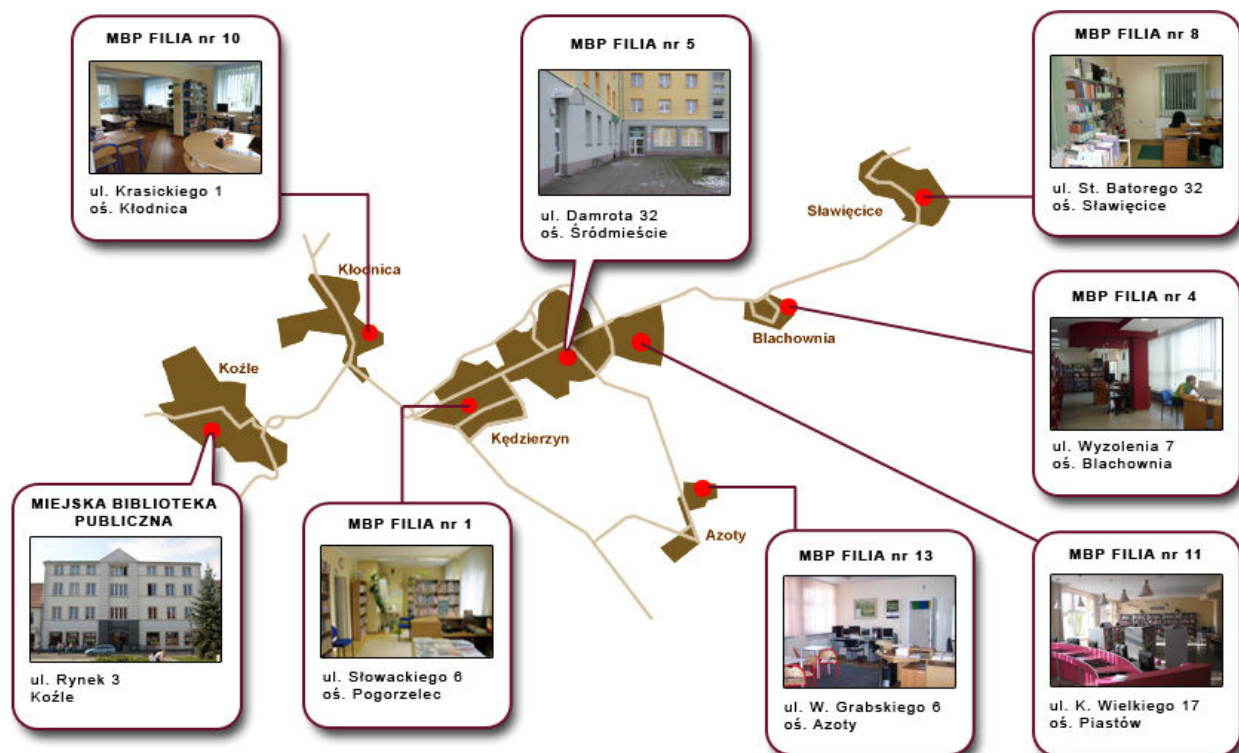 MBP FILIA nr 10
ul. Krasickiego 1
oś. Kłodnica
MBP FILIA nr 5
ul. Damrota 32
oś. Śródmieście
MBP FILIA nr 8
ul. St. Batorego 32
oś. Sławięcice
Sławięcice
Kłodnica
MBP FILIA nr 4
ul. Wyzolenia 7
oś. Blachownia
Blachownia
Koźle
Kędzierzyn
Azoty
MIEJSKA BIBLIOTEKA
PUBLICZNA
ul. Rynek 3
Koźle
MBP FILIA nr 1
ul. Słowackiego 6
oś. Pogorzelec
MBP FILIA nr 13
ul. W. Grabskiego 6
oś. Azoty
MBP FILIA nr 11
ul. K. Wielkiego 17
oś. Piastów